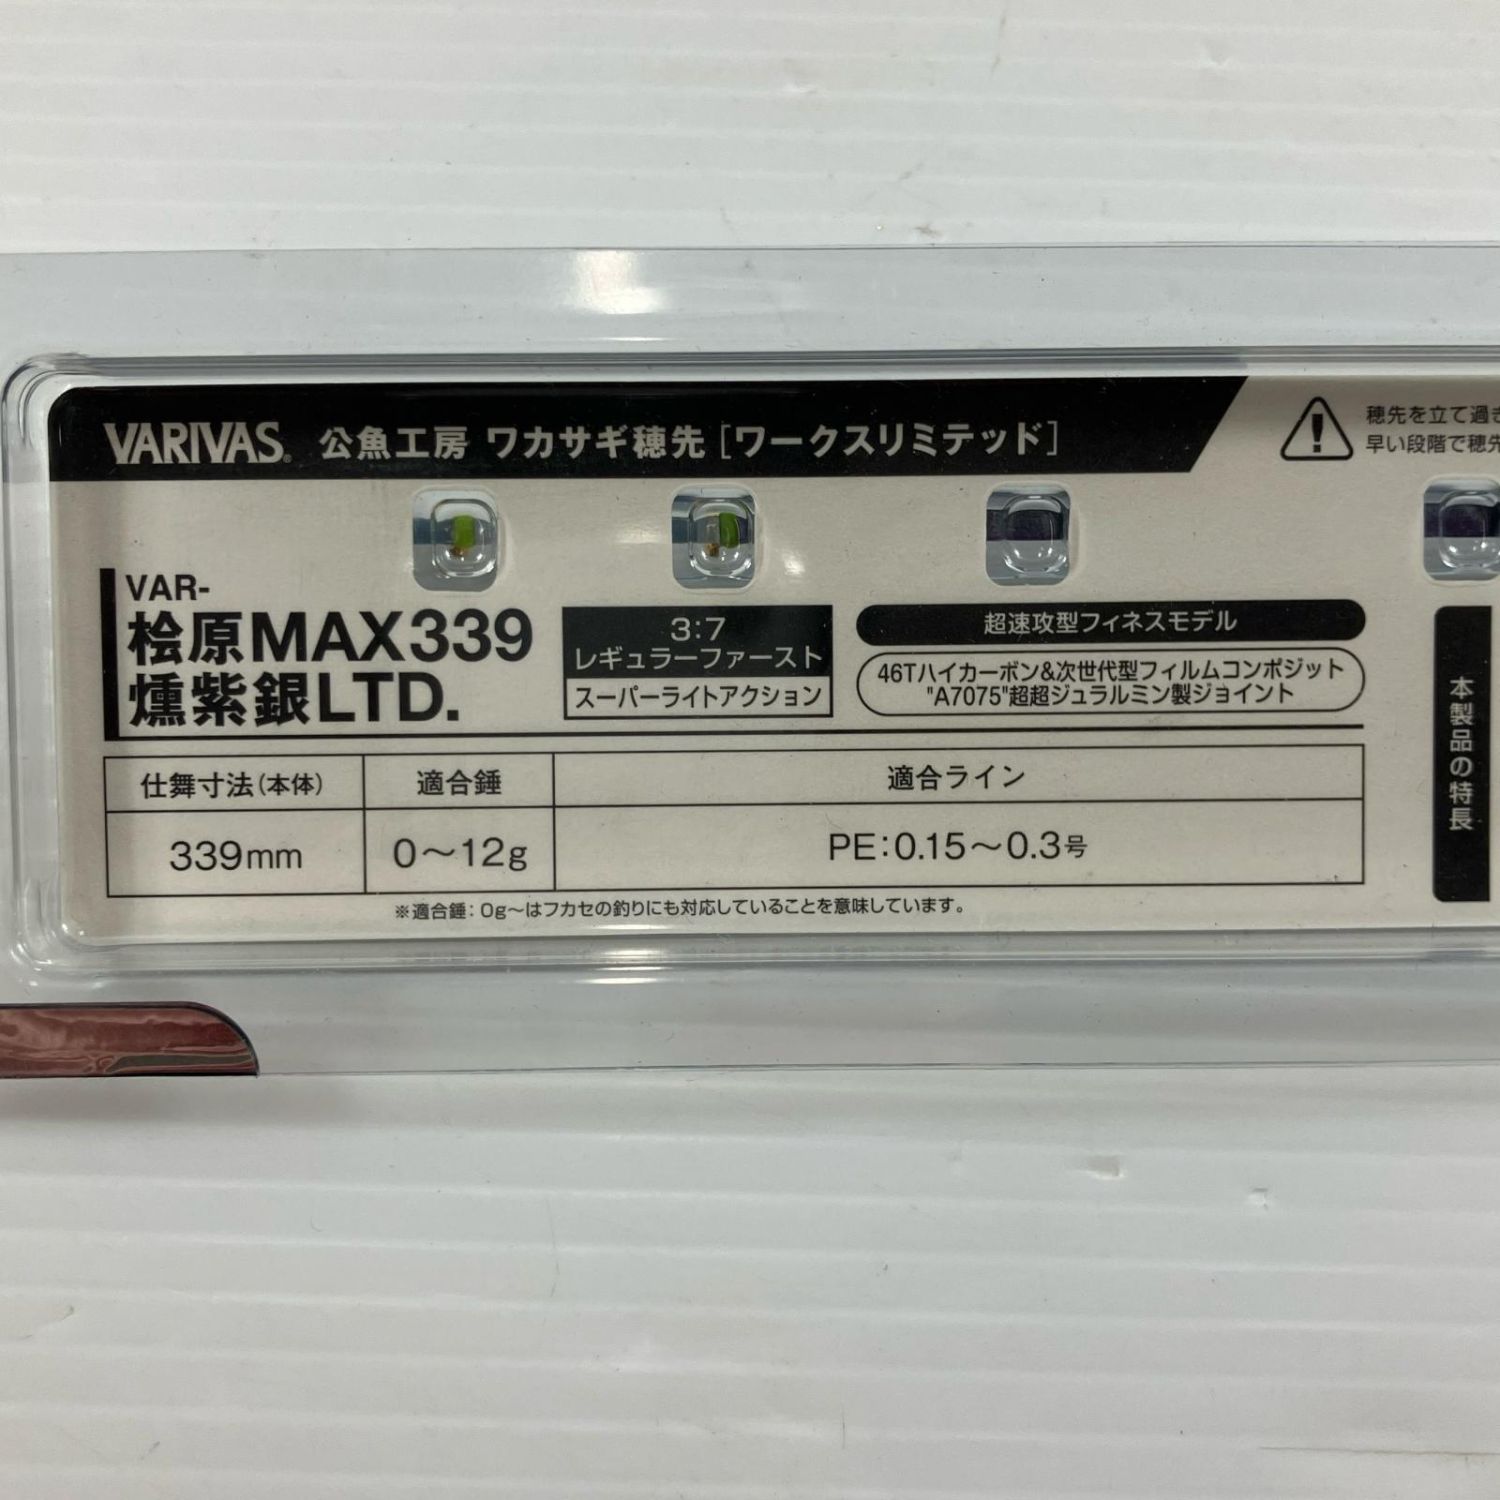 VARIVAS® 公魚工房 ワカサギ穂先 [ワークスリミテッド]
穂先を立て過ぎ
早い段階で穂先
VAR-
桧原MAX339
燻紫銀LTD.
3:7
レギュラーファースト
スーパーライトアクション
超速攻型フィネスモデル
46Tハイカーボン&次世代型フィルムコンポジット
"A7075"超超ジュラルミン製ジョイント
本製品の特長
仕舞寸法(本体) 適合錘 適合ライン
339mm 0〜12g PE:0.15〜0.3号
※適合錘:0g〜はフカセの釣りにも対応していることを意味しています。